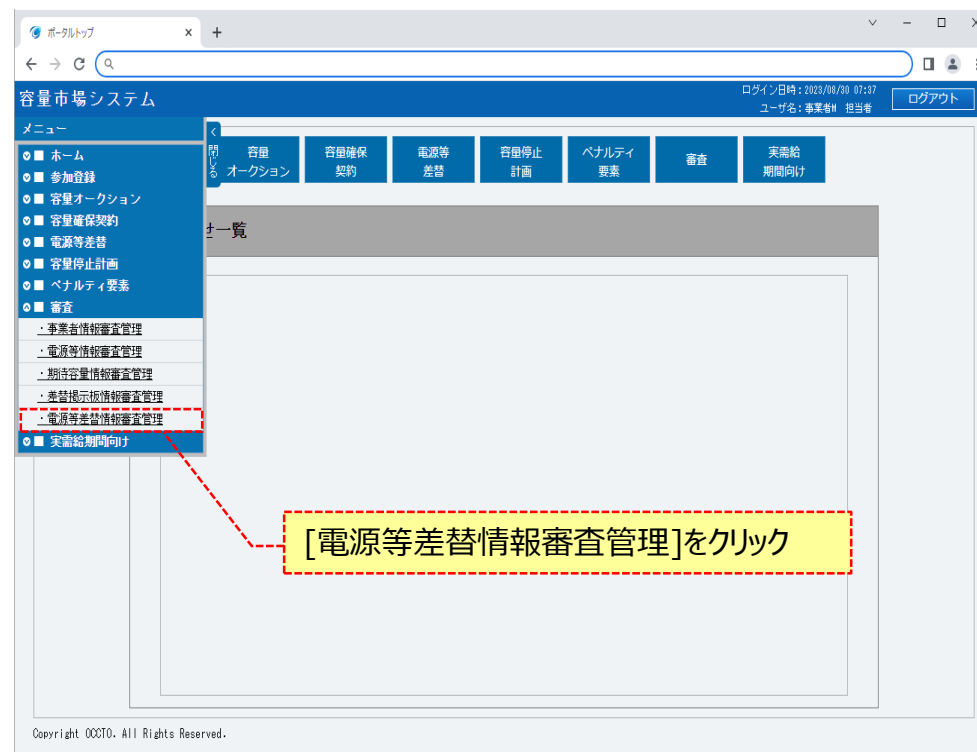 ポータルトップ
容量市場システム
ログイン日時：2023/08/30 07:37
ユーザ名：事業者M 担当者
ログアウト
メニュー
閉じる
ホーム
参加登録
容量オークション
容量確保契約
電源等差替
容量停止計画
ペナルティ要素
審査
・事業者情報審査管理
・電源等情報審査管理
・期待容量情報審査管理
・差替掲示板情報審査管理
・電源等差替情報審査管理
実需給期間向け
容量
オークション
容量確保
契約
電源等
差替
容量停止
計画
ペナルティ
要素
審査
実需給
期間向け
せ一覧
[電源等差替情報審査管理]をクリック
Copyright OCCTO. All Rights Reserved.